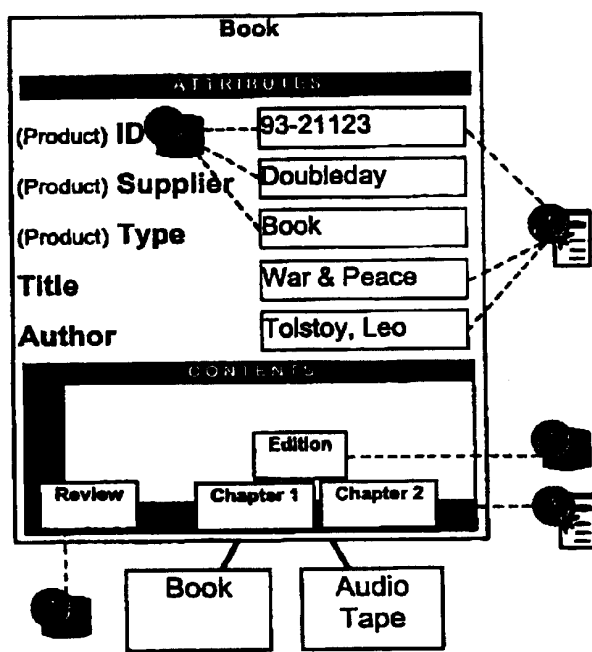 Book
ATTRIBUTES
(Product) ID 93-21123
(Product) Supplier Doubleday
(Product) Type Book
Title War & Peace
Author Tolstoy, Leo
CONTENTS
Edition
Review Chapter 1 Chapter 2
Book Audio
Tape